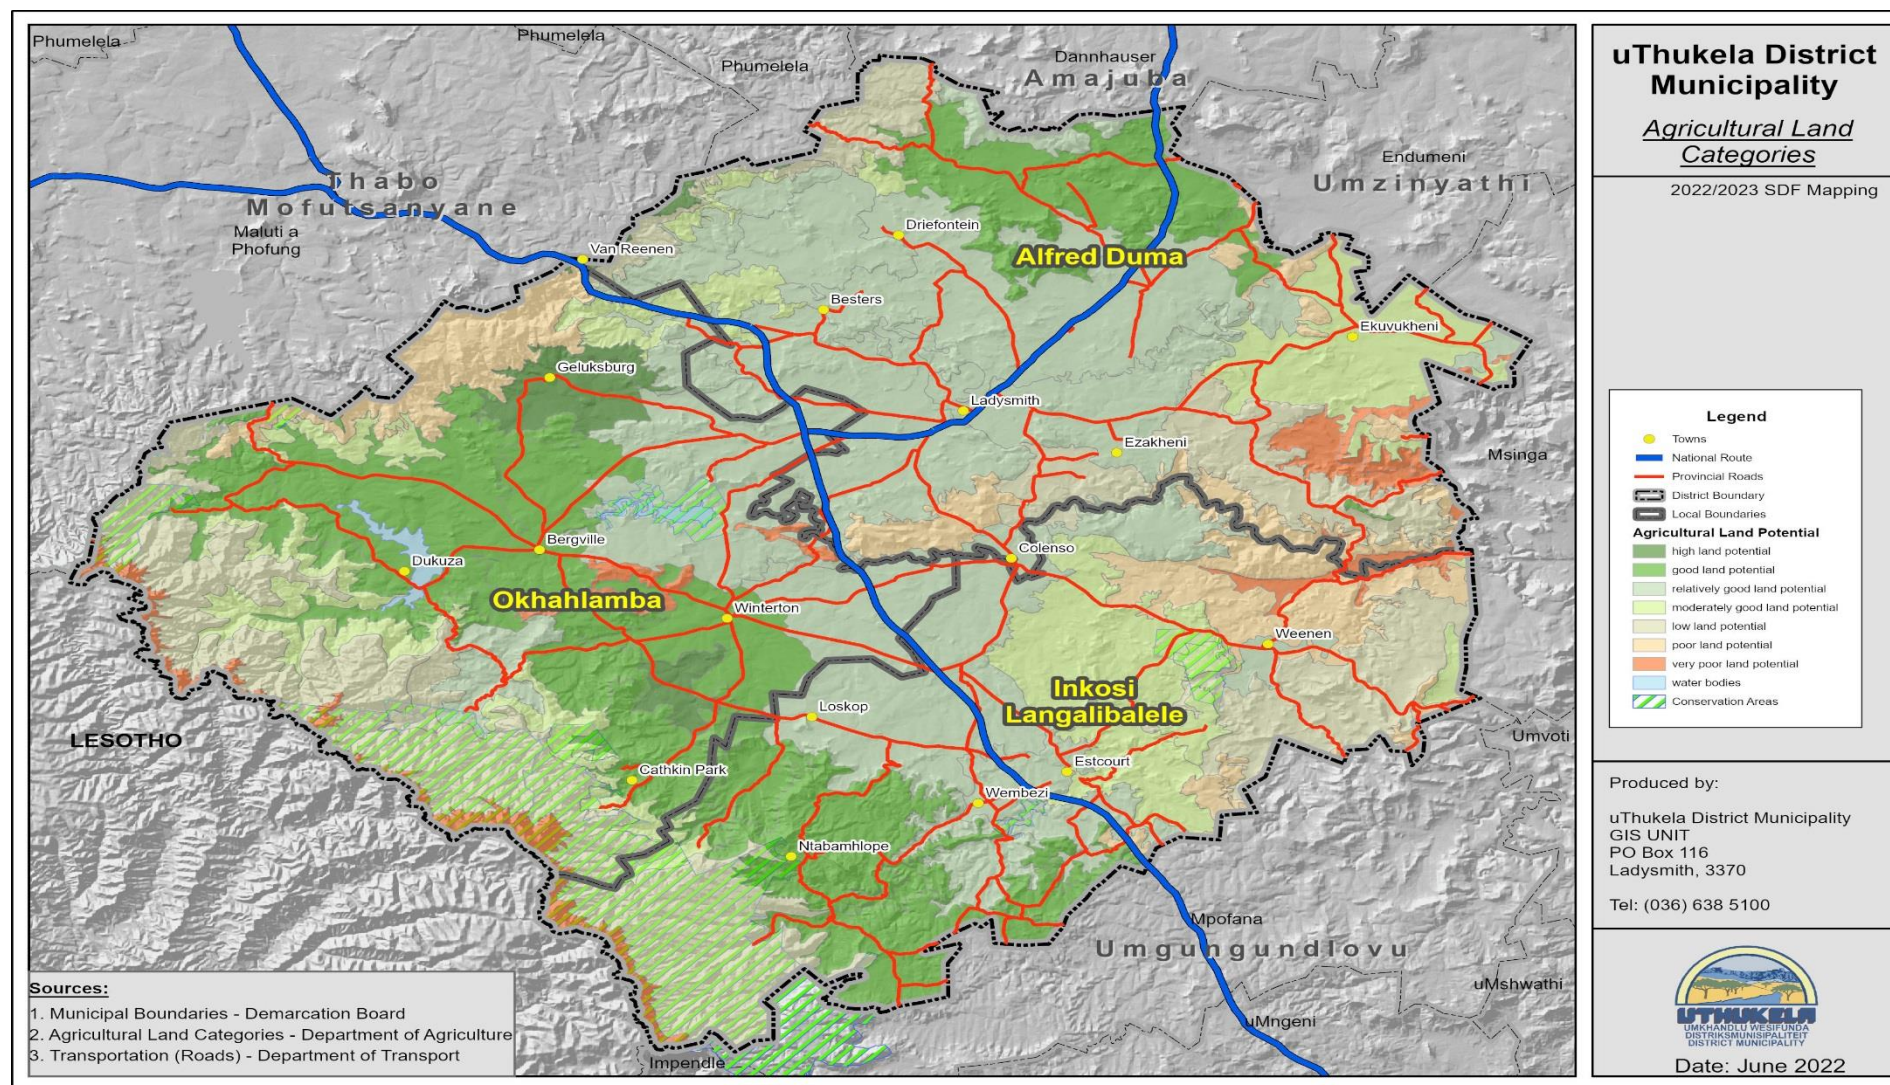 Phumelela
Phumelela
Phumelela
Dannhauser
Amajuba
Endumeni
Umzinyathi
Thabo
Mofutsanyane
Maluti a
Phofung
Van Reenen
Driefontein
Alfred Duma
Besters
Ekuvukheni
Geluksburg
Ladysmith
Ezakheni
Msinga
Bergville
Colenso
Dukuza
Okhahlamba
Winterton
Weenen
Inkosi
Langalibalele
Loskop
LESOTHO
Umvoti
Cathkin Park
Estcourt
Wembezi
Ntabamhlope
Mpofana
Umgungundlovu
uMshwathi
uMngeni
Impendle
Sources:
1. Municipal Boundaries - Demarcation Board
2. Agricultural Land Categories - Department of Agriculture
3. Transportation (Roads) - Department of Transport
uThukela District
Municipality
Agricultural Land
Categories
2022/2023 SDF Mapping
Legend
Towns
National Route
Provincial Roads
District Boundary
Local Boundaries
Agricultural Land Potential
high land potential
good land potential
relatively good land potential
moderately good land potential
low land potential
poor land potential
very poor land potential
water bodies
Conservation Areas
Produced by:
uThukela District Municipality
GIS UNIT
PO Box 116
Ladysmith, 3370
Tel: (036) 638 5100
UTHUKELA
UMKHANDLU WESIFUNDA
DISTRIKSMUNISIPALITEIT
DISTRICT MUNICIPALITY
Date: June 2022